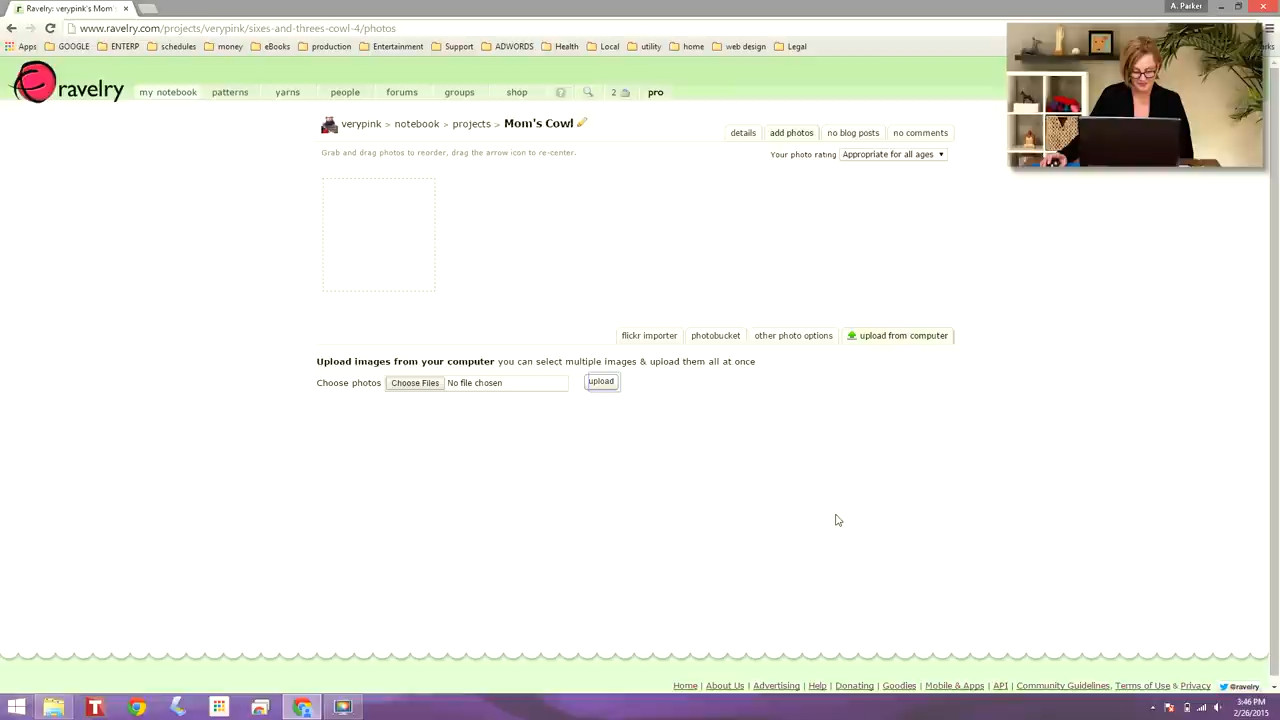 Ravelry: verypink's Mom'
A. Parker
www.ravelry.com/projects/verypink/sixes-and-threes-cowl-4/photos
Apps GOOGLE ENTERP schedules money eBooks production Entertainment Support ADWORDS Health Local utility home web design Legal
ravelry
my notebook patterns yarns people forums groups shop 2 pro
verypink > notebook > projects > Mom's Cowl
details add photos no blog posts no comments
Grab and drag photos to reorder, drag the arrow icon to re-center.
Your photo rating Appropriate for all ages
flickr importer photobucket other photo options upload from computer
Upload images from your computer you can select multiple images & upload them all at once
Choose photos Choose Files No file chosen upload
Home | About Us | Advertising | Help | Donating | Goodies | Mobile & Apps | API | Community Guidelines, Terms of Use & Privacy @ravelry
3:46 PM
2/26/2015